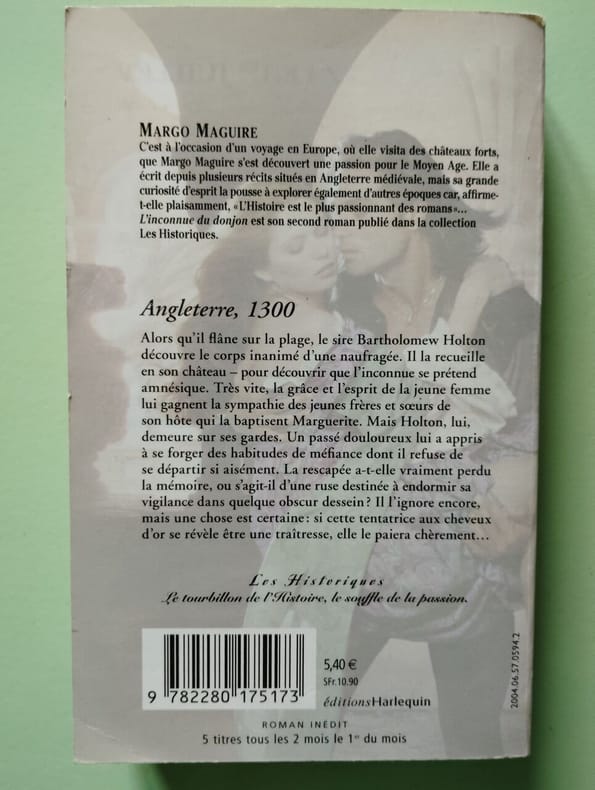 MARGO MAGUIRE
C'est à l'occasion d'un voyage en Europe, où elle visita des châteaux forts,
que Margo Maguire s'est découvert une passion pour le Moyen Age. Elle a
écrit depuis plusieurs récits situés en Angleterre médiévale, mais sa grande
curiosité d'esprit la pousse à explorer également d'autres époques car, affirme-
t-elle plaisamment, «L'Histoire est le plus passionnant des romans»...
L'inconnue du donjon est son second roman publié dans la collection
Les Historiques.
Angleterre, 1300
Alors qu'il flâne sur la plage, le sire Bartholomew Holton
découvre le corps inanimé d'une naufragée. Il la recueille
en son château – pour découvrir que l'inconnue se prétend
amnésique. Très vite, la grâce et l'esprit de la jeune femme
lui gagnent la sympathie des jeunes frères et sœurs de
son hôte qui la baptisent Marguerite. Mais Holton, lui,
demeure sur ses gardes. Un passé douloureux lui a appris
à se forger des habitudes de méfiance dont il refuse de
se départir si aisément. La rescapée a-t-elle vraiment perdu
la mémoire, ou s'agit-il d'une ruse destinée à endormir sa
vigilance dans quelque obscur dessein? Il l'ignore encore,
mais une chose est certaine: si cette tentatrice aux cheveux
d'or se révèle être une traîtresse, elle le paiera chèrement...
Les Historiques
Le tourbillon de l'Histoire, le souffle de la passion.
5,40 €
SFr.10.90
9 782280 175173
éditionsHarlequin
2004.06.57.0594.2
ROMAN INÉDIT
5 titres tous les 2 mois le 1er du mois